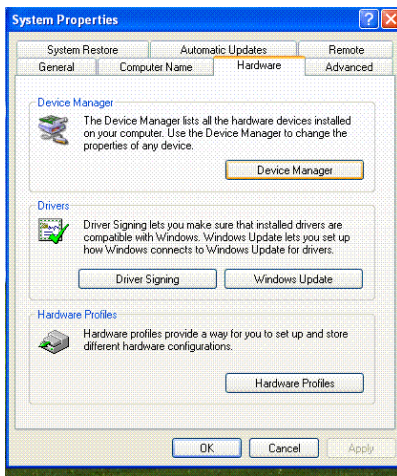 System Properties
System Restore Automatic Updates Remote
General Computer Name Hardware Advanced
Device Manager
The Device Manager lists all the hardware devices installed
on your computer. Use the Device Manager to change the
properties of any device.
Device Manager
Drivers
Driver Signing lets you make sure that installed drivers are
compatible with Windows. Windows Update lets you set up
how Windows connects to Windows Update for drivers.
Driver Signing Windows Update
Hardware Profiles
Hardware profiles provide a way for you to set up and store
different hardware configurations.
Hardware Profiles
OK Cancel Apply